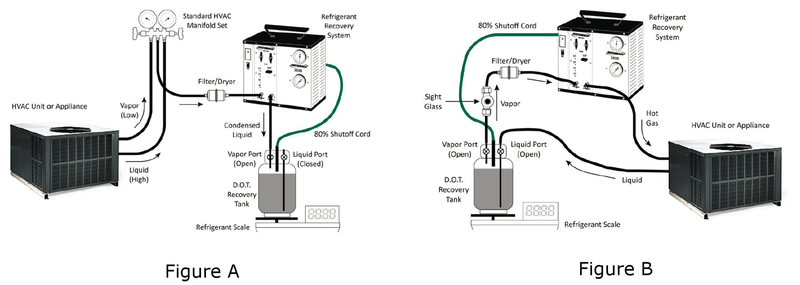 Standard HVAC
Manifold Set
Refrigerant
Recovery
System
Filter/Dryer
HVAC Unit or Appliance
Vapor
(Low)
Condensed
Liquid
80% Shutoff Cord
Liquid
(High)
Vapor Port
(Open)
Liquid Port
(Closed)
D.O.T.
Recovery
Tank
Refrigerant Scale
Figure A
80% Shutoff Cord
Refrigerant
Recovery
System
Filter/Dryer
Sight
Glass
Vapor
Hot
Gas
HVAC Unit or Appliance
Vapor Port
(Open)
Liquid Port
(Open)
Liquid
D.O.T.
Recovery
Tank
Refrigerant Scale
Figure B